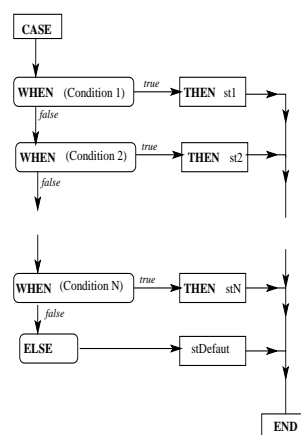 CASE
WHEN (Condition 1) true THEN st1
false
WHEN (Condition 2) true THEN st2
false
WHEN (Condition N) true THEN stN
false
ELSE stDefaut
END